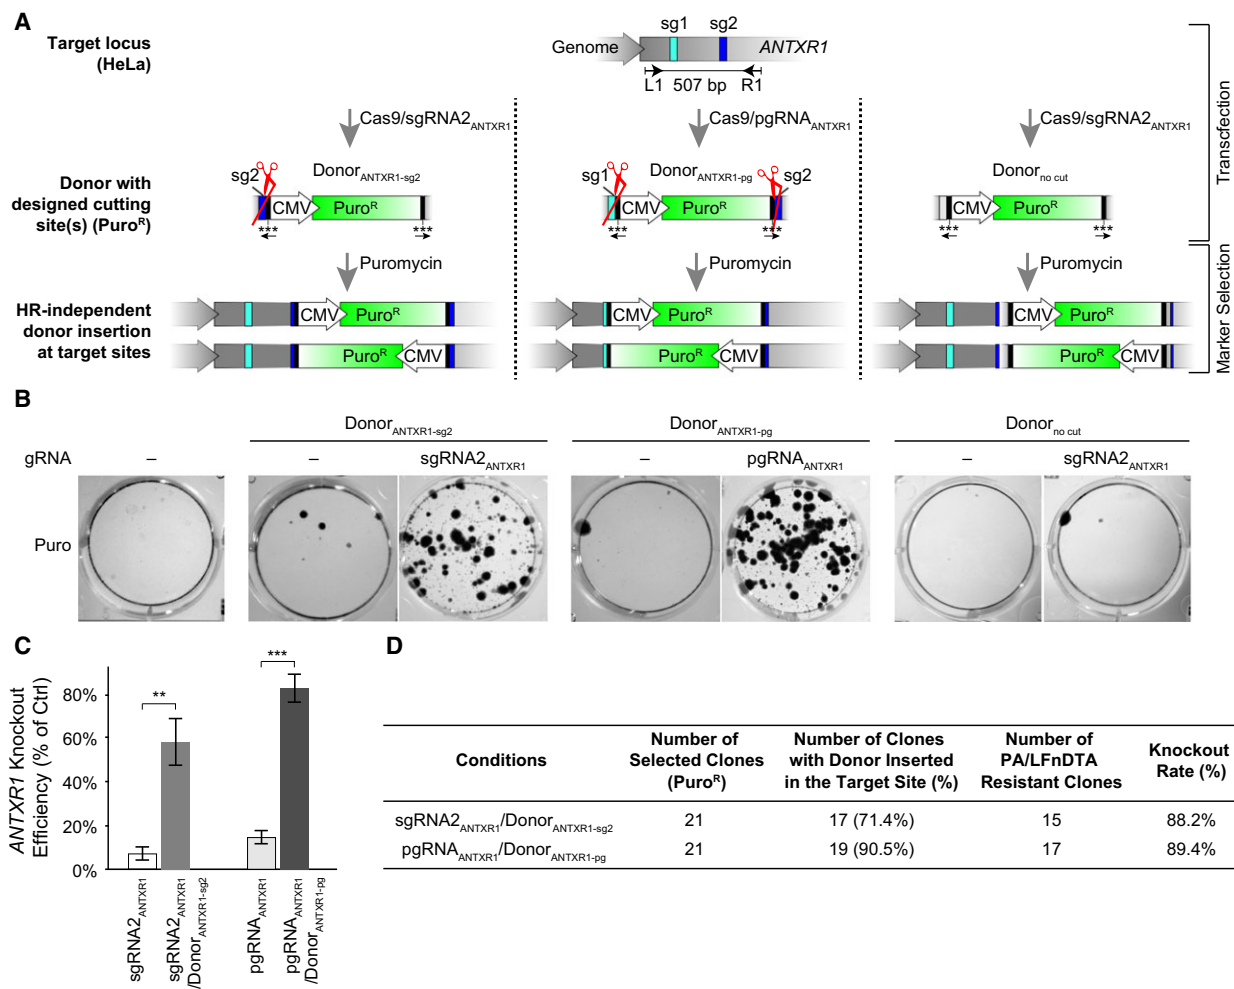 A
Target locus
(HeLa)
sg1 sg2
Genome ANTXR1
L1 507 bp R1
Cas9/sgRNA2ANTXR1
Cas9/pgRNAANTXR1
Cas9/sgRNA2ANTXR1
Transfection
Donor with
designed cutting
site(s) (PuroR)
DonorANTXR1-sg2
sg2
CMV PuroR
*** ***
DonorANTXR1-pg
sg1 sg2
CMV PuroR
*** ***
Donorno cut
CMV PuroR
*** ***
Puromycin
Puromycin
Puromycin
Marker Selection
HR-independent
donor insertion
at target sites
CMV PuroR
CMV PuroR
CMV PuroR
PuroR CMV
PuroR CMV
PuroR CMV
B
DonorANTXR1-sg2 DonorANTXR1-pg Donorno cut
gRNA – – sgRNA2ANTXR1 – pgRNAANTXR1 – sgRNA2ANTXR1
Puro
C
ANTXR1 Knockout
Efficiency (% of Ctrl)
80%
60%
40%
20%
0%
**
***
sgRNA2ANTXR1
sgRNA2ANTXR1
/DonorANTXR1-sg2
pgRNAANTXR1
pgRNAANTXR1
/DonorANTXR1-pg
D
Conditions
Number of
Selected Clones
(PuroR)
Number of Clones
with Donor Inserted
in the Target Site (%)
Number of
PA/LFnDTA
Resistant Clones
Knockout
Rate (%)
sgRNA2ANTXR1/DonorANTXR1-sg2 21 17 (71.4%) 15 88.2%
pgRNAANTXR1/DonorANTXR1-pg 21 19 (90.5%) 17 89.4%